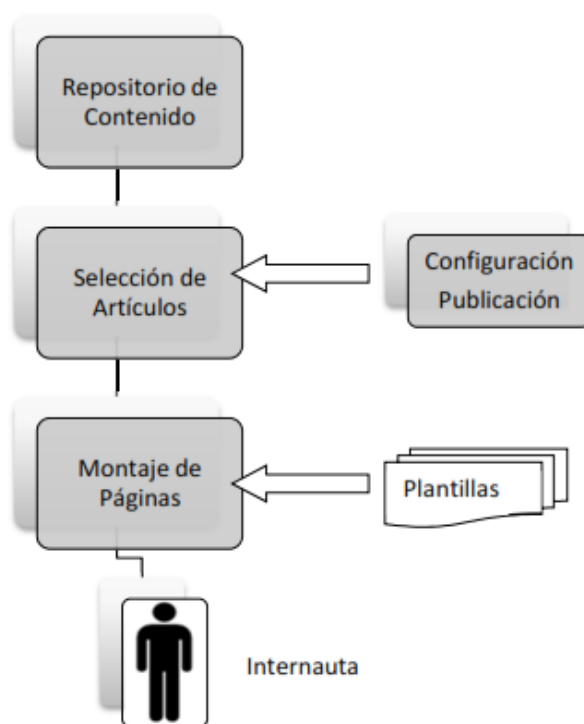 Repositorio de
Contenido
Selección de
Artículos
Configuración
Publicación
Montaje de
Páginas
Plantillas
Internauta